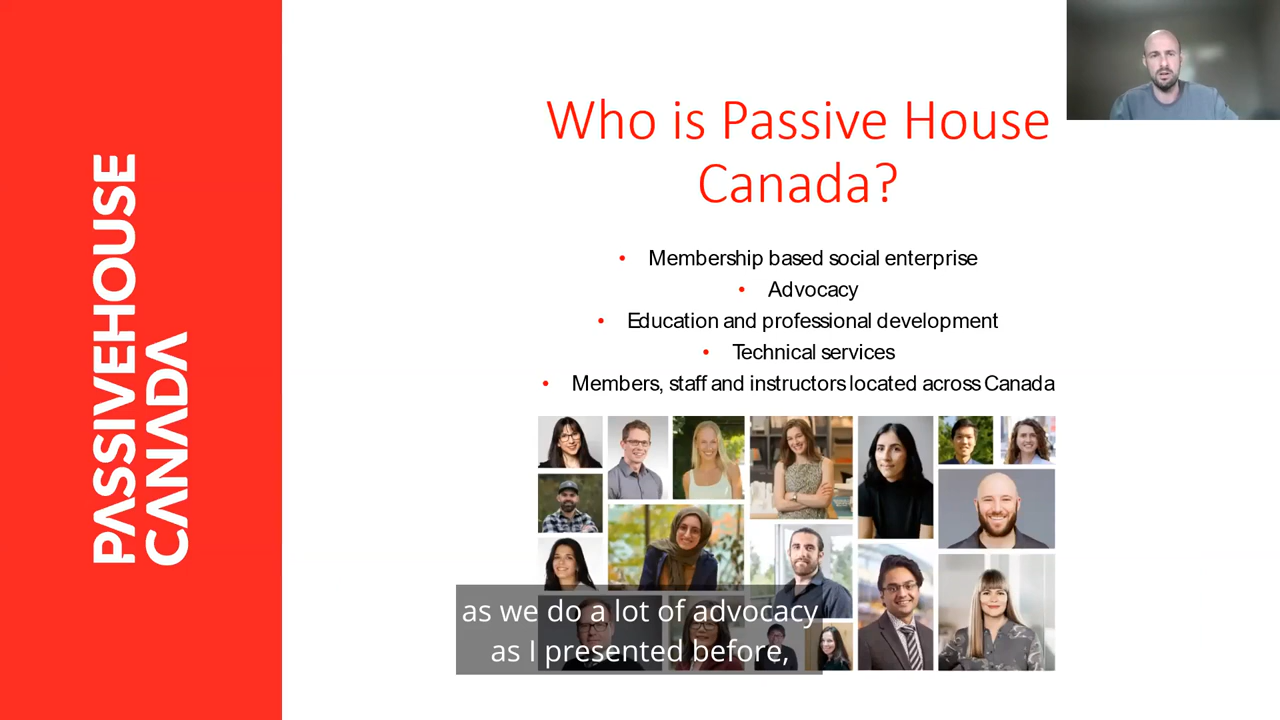 PASSIVEHOUSE
CANADA
Who is Passive House
Canada?
• Membership based social enterprise
• Advocacy
• Education and professional development
• Technical services
• Members, staff and instructors located across Canada
as we do a lot of advocacy
as I presented before,